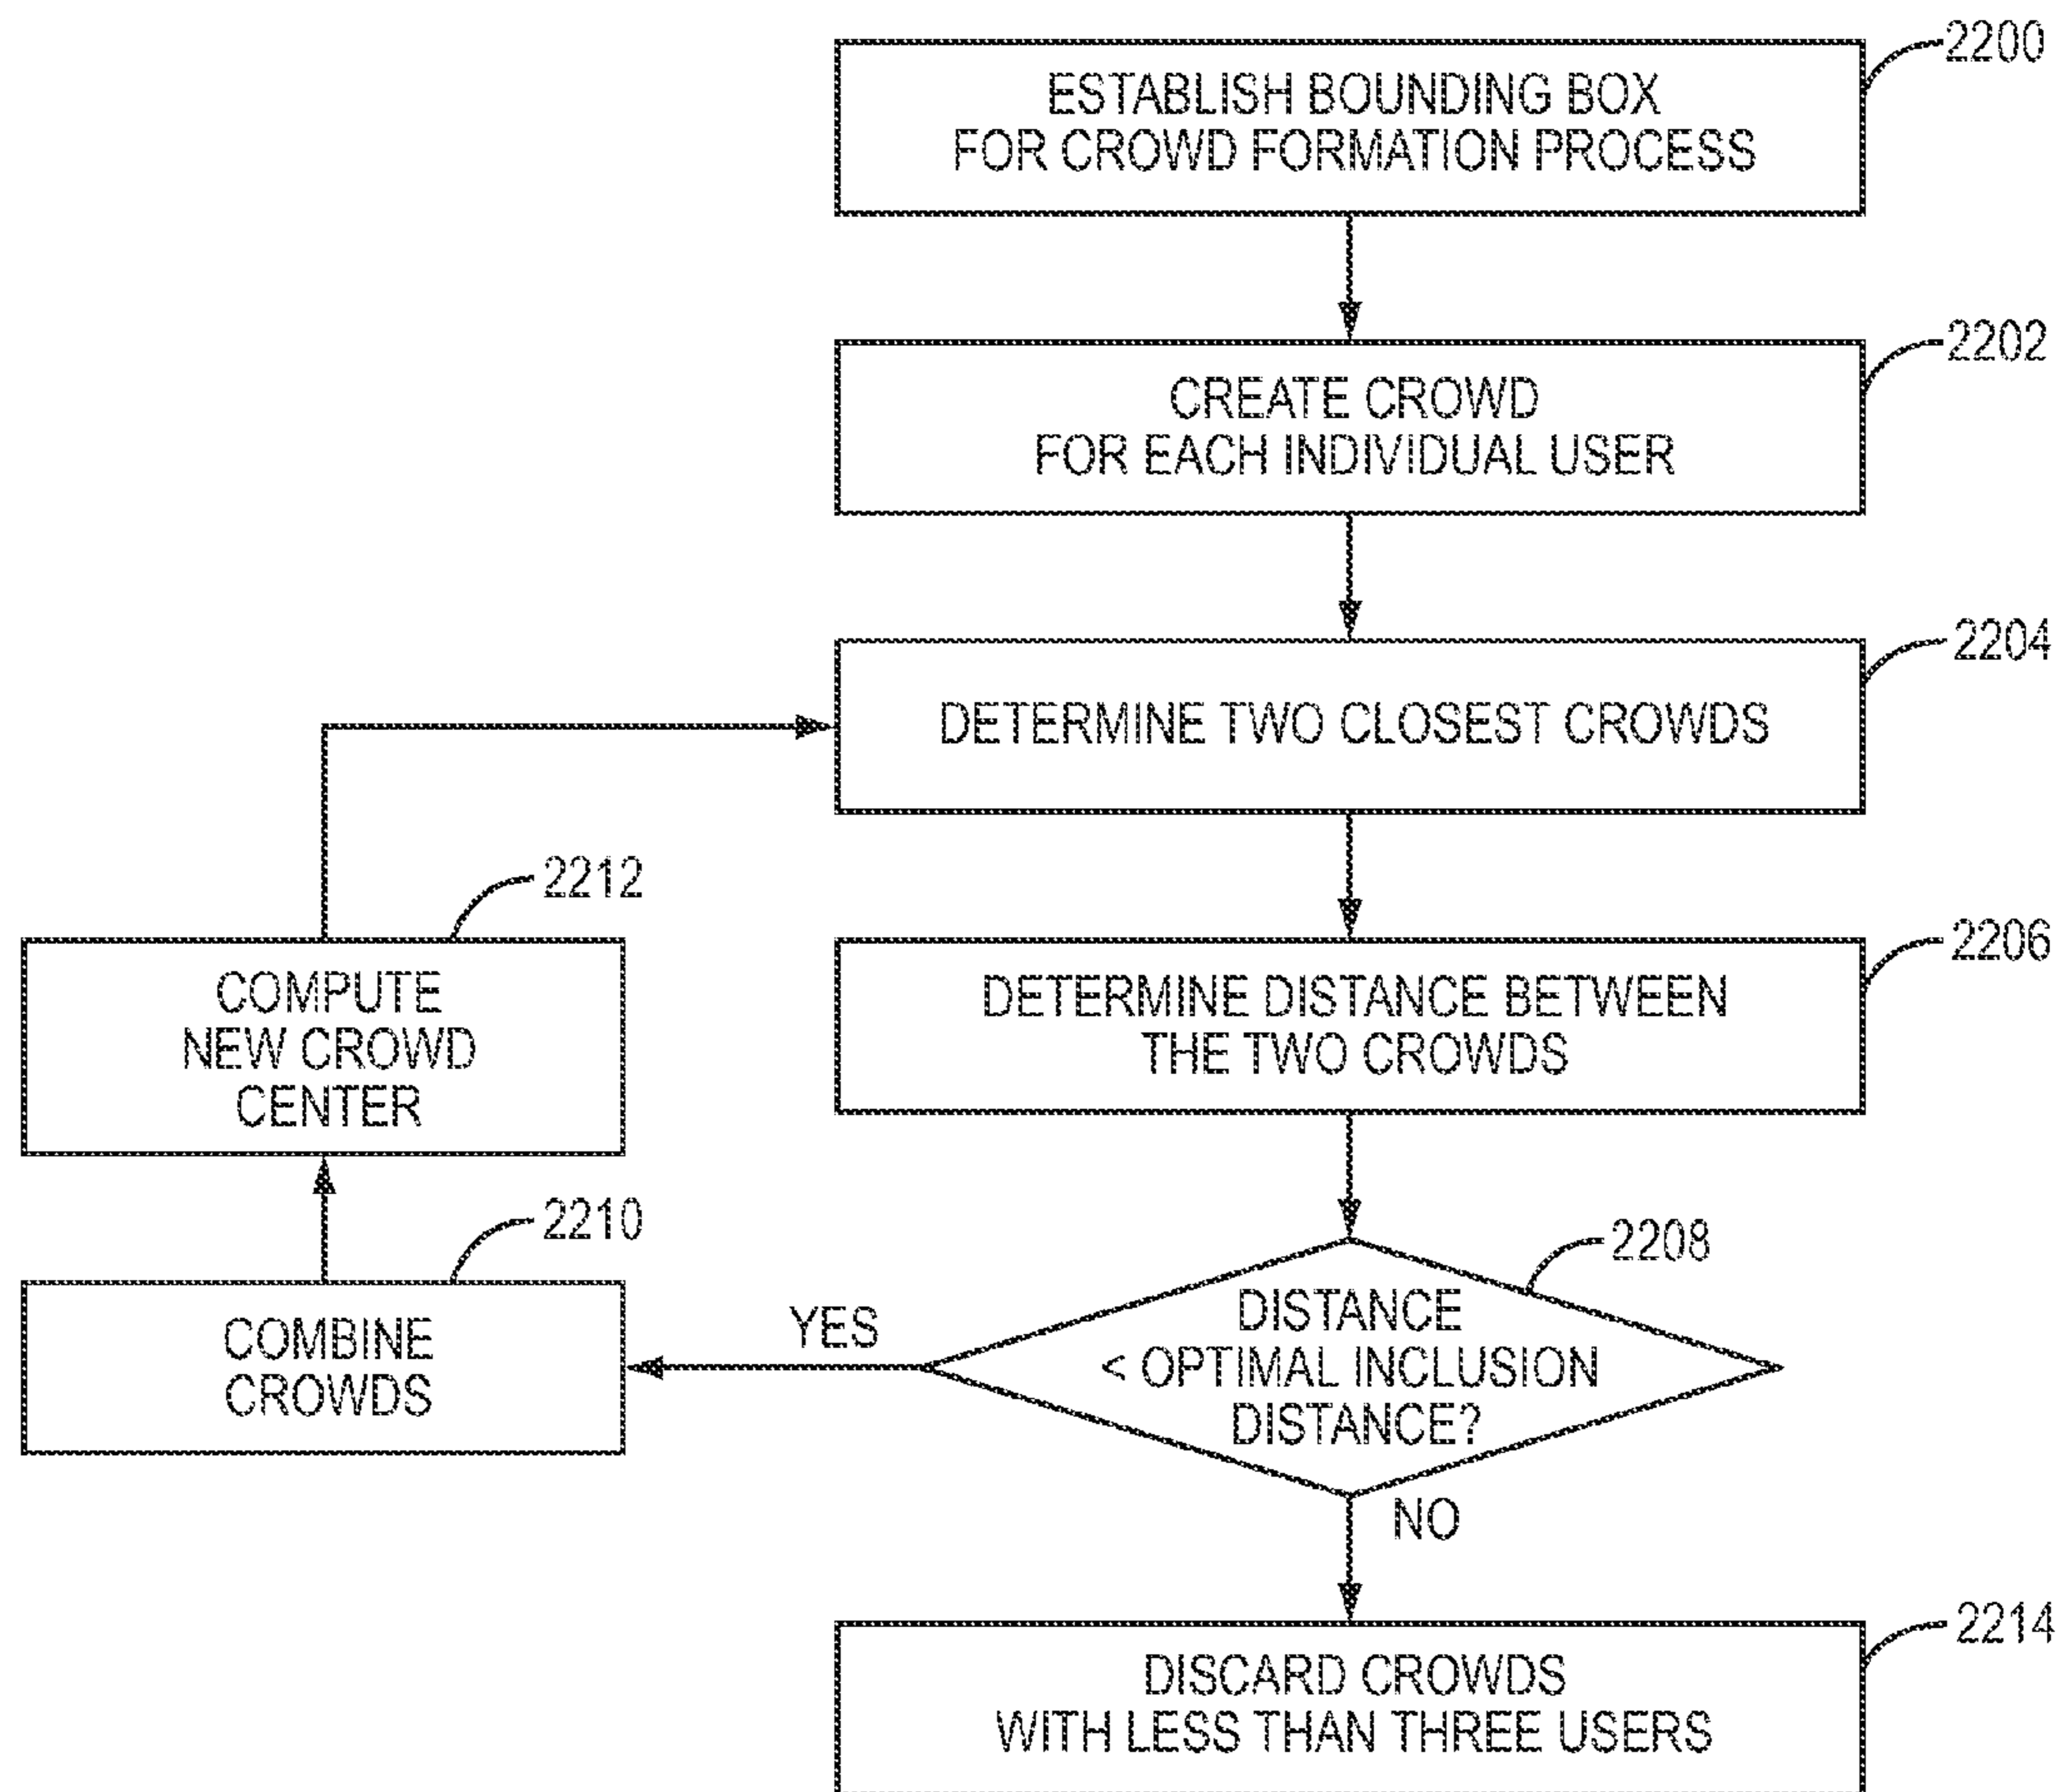 2200
ESTABLISH BOUNDING BOX
FOR CROWD FORMATION PROCESS
2202
CREATE CROWD
FOR EACH INDIVIDUAL USER
2204
DETERMINE TWO CLOSEST CROWDS
2212
COMPUTE
NEW CROWD
CENTER
2206
DETERMINE DISTANCE BETWEEN
THE TWO CROWDS
2210
COMBINE
CROWDS
YES
2208
DISTANCE
< OPTIMAL INCLUSION
DISTANCE?
NO
2214
DISCARD CROWDS
WITH LESS THAN THREE USERS